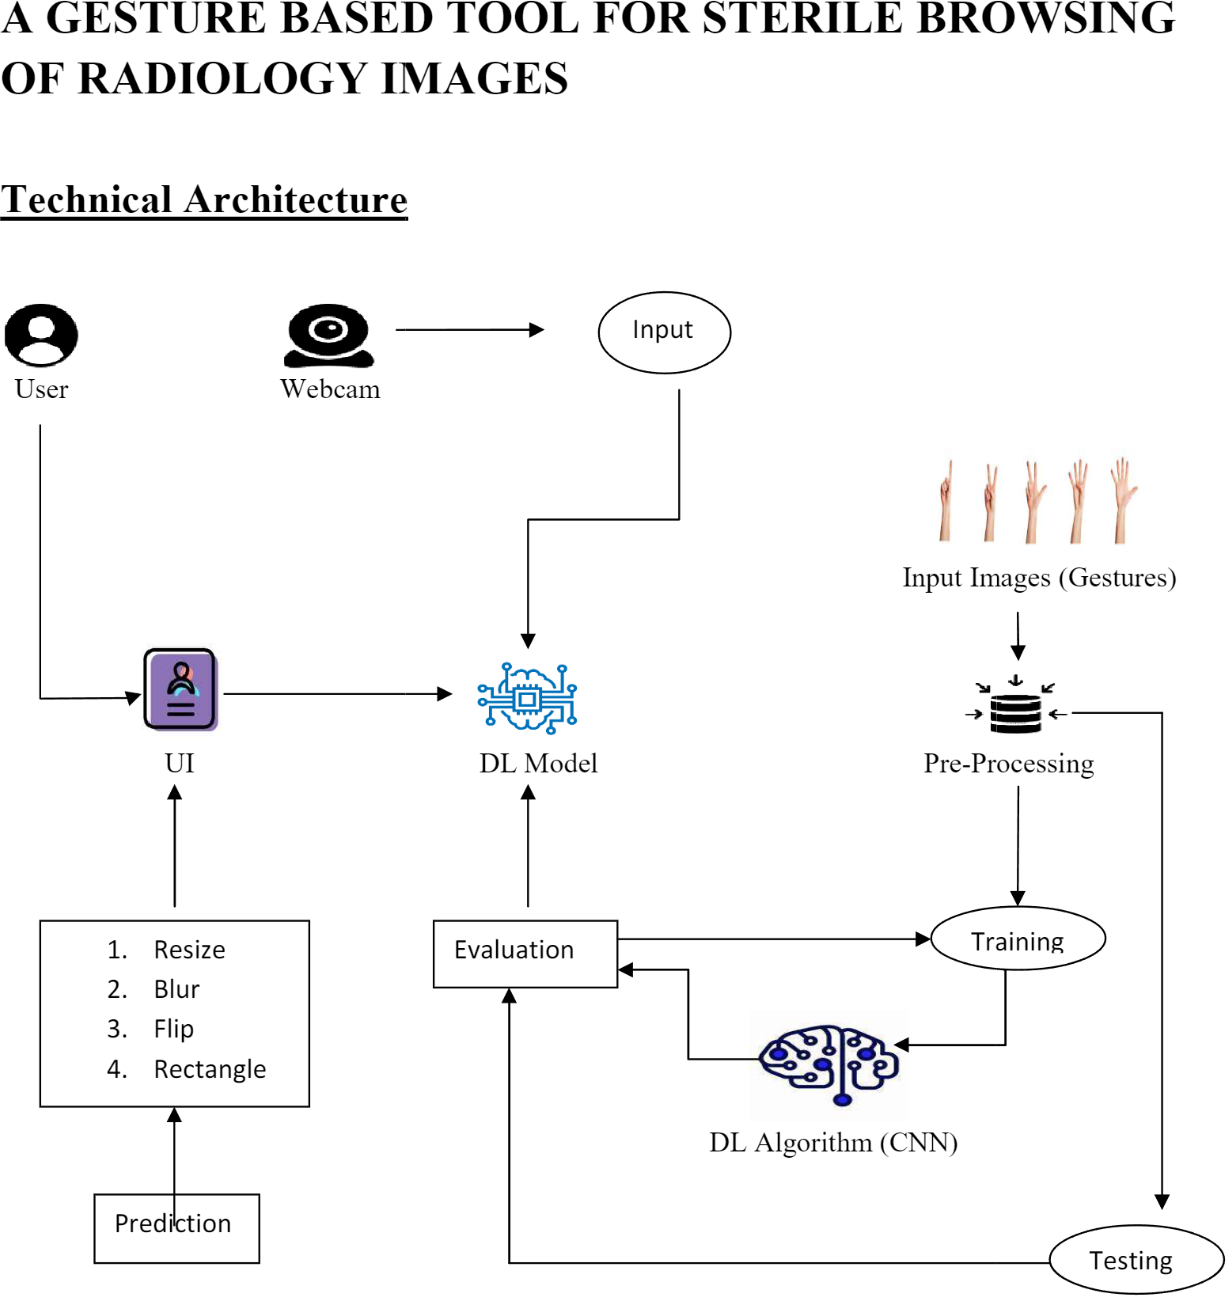 A GESTURE BASED TOOL FOR STERILE BROWSING
OF RADIOLOGY IMAGES
Technical Architecture
User
Webcam
Input
Input Images (Gestures)
UI
DL Model
Pre-Processing
1. Resize
2. Blur
3. Flip
4. Rectangle
Evaluation
Training
DL Algorithm (CNN)
Prediction
Testing